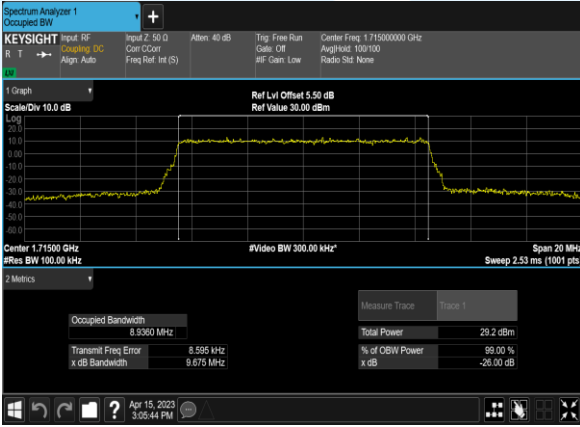 Spectrum Analyzer 1
Occupied BW
+
KEYSIGHT Input: RF Input Z: 50 Ω Atten: 40 dB Trig: Free Run Center Freq: 1.715000000 GHz
R T Coupling: DC Corr CCorr Gate: Off Avg|Hold: 100/100
Align: Auto Freq Ref: Int (S) #IF Gain: Low Radio Std: None
LV
1 Graph
Scale/Div 10.0 dB
Ref Lvl Offset 5.50 dB
Ref Value 30.00 dBm
Log
20.0
10.0
0.00
-10.0
-20.0
-30.0
-40.0
-50.0
-60.0
Center 1.71500 GHz #Video BW 300.00 kHz* Span 20 MHz
#Res BW 100.00 kHz Sweep 2.53 ms (1001 pts)
2 Metrics
Measure Trace Trace 1
Occupied Bandwidth
8.9360 MHz
Total Power 29.2 dBm
Transmit Freq Error 8.595 kHz % of OBW Power 99.00 %
x dB Bandwidth 9.675 MHz x dB -26.00 dB
? Apr 15, 2023
3:05:44 PM